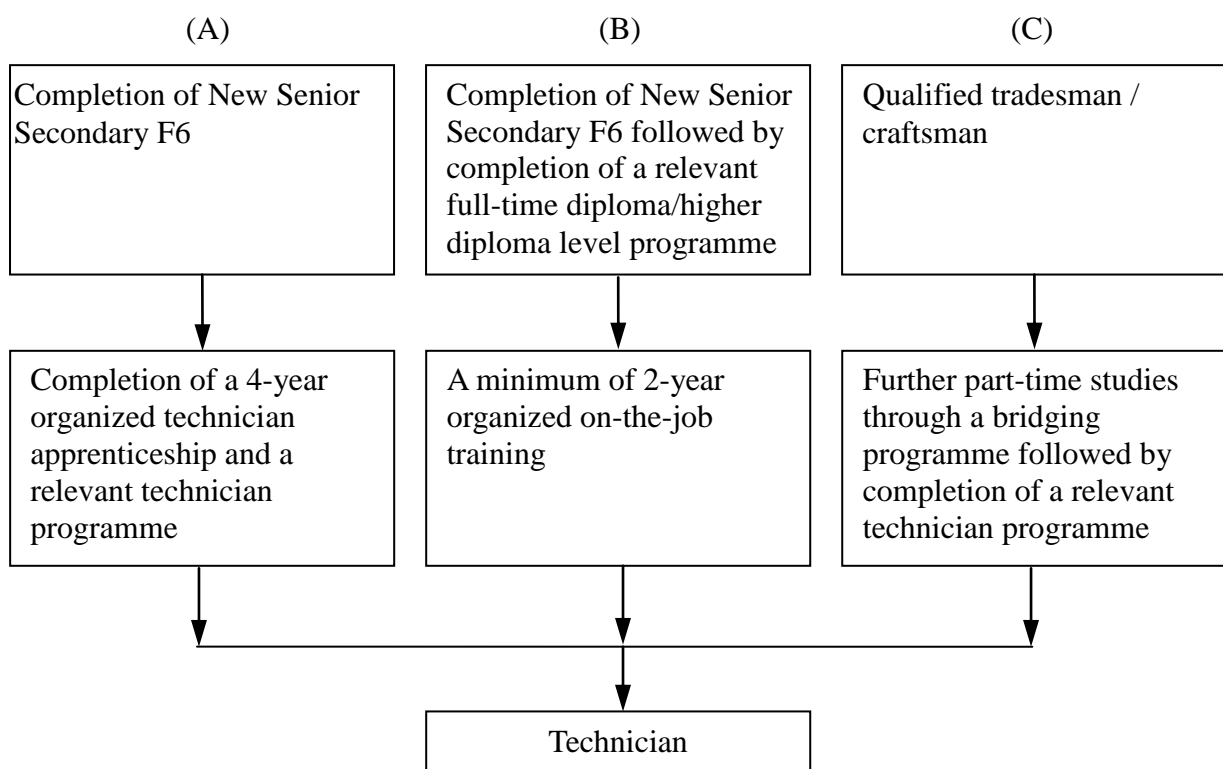 (A)
(B)
(C)
Completion of New Senior
Secondary F6
Completion of New Senior
Secondary F6 followed by
completion of a relevant
full-time diploma/higher
diploma level programme
Qualified tradesman /
craftsman
Completion of a 4-year
organized technician
apprenticeship and a
relevant technician
programme
A minimum of 2-year
organized on-the-job
training
Further part-time studies
through a bridging
programme followed by
completion of a relevant
technician programme
Technician